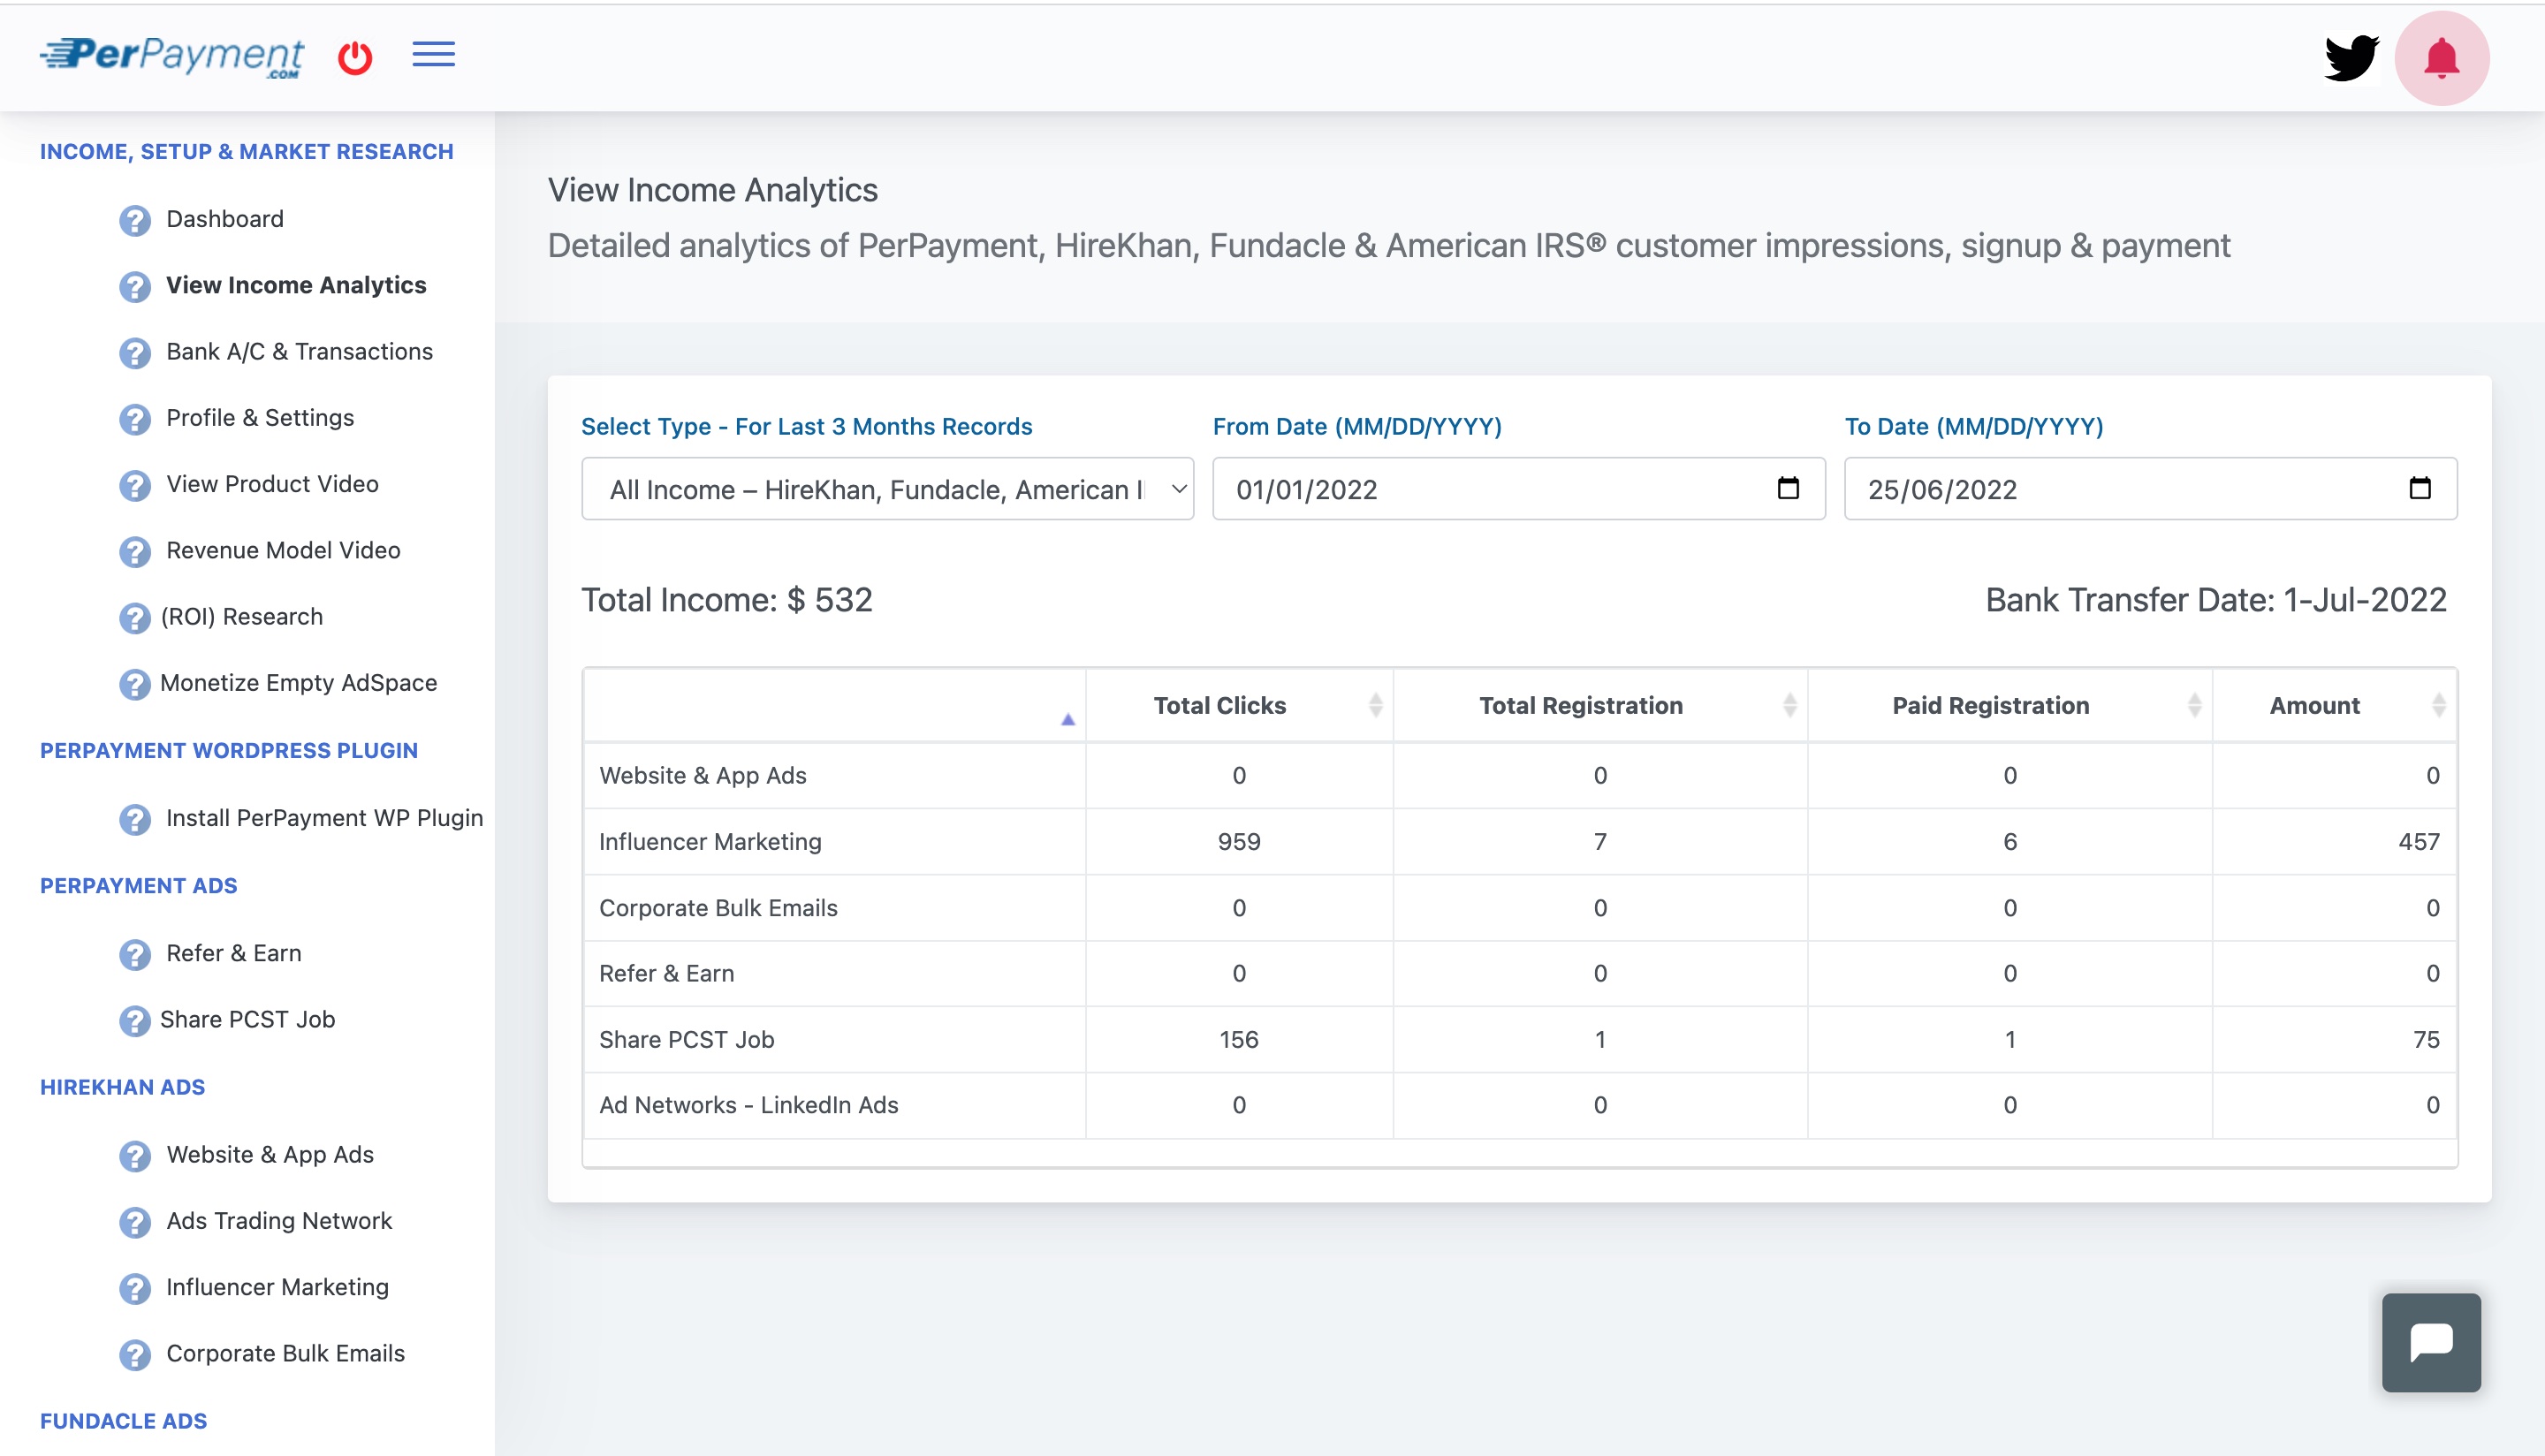 PerPayment
.COM
INCOME, SETUP & MARKET RESEARCH
Dashboard
View Income Analytics
Bank A/C & Transactions
Profile & Settings
View Product Video
Revenue Model Video
(ROI) Research
Monetize Empty AdSpace
PERPAYMENT WORDPRESS PLUGIN
Install PerPayment WP Plugin
PERPAYMENT ADS
Refer & Earn
Share PCST Job
HIREKHAN ADS
Website & App Ads
Ads Trading Network
Influencer Marketing
Corporate Bulk Emails
FUNDACLE ADS
View Income Analytics
Detailed analytics of PerPayment, HireKhan, Fundacle & American IRS® customer impressions, signup & payment
Select Type - For Last 3 Months Records From Date (MM/DD/YYYY) To Date (MM/DD/YYYY)
All Income – HireKhan, Fundacle, American 01/01/2022 25/06/2022
Total Income: $ 532 Bank Transfer Date: 1-Jul-2022
Total Clicks Total Registration Paid Registration Amount
Website & App Ads 0 0 0 0
Influencer Marketing 959 7 6 457
Corporate Bulk Emails 0 0 0 0
Refer & Earn 0 0 0 0
Share PCST Job 156 1 1 75
Ad Networks - LinkedIn Ads 0 0 0 0